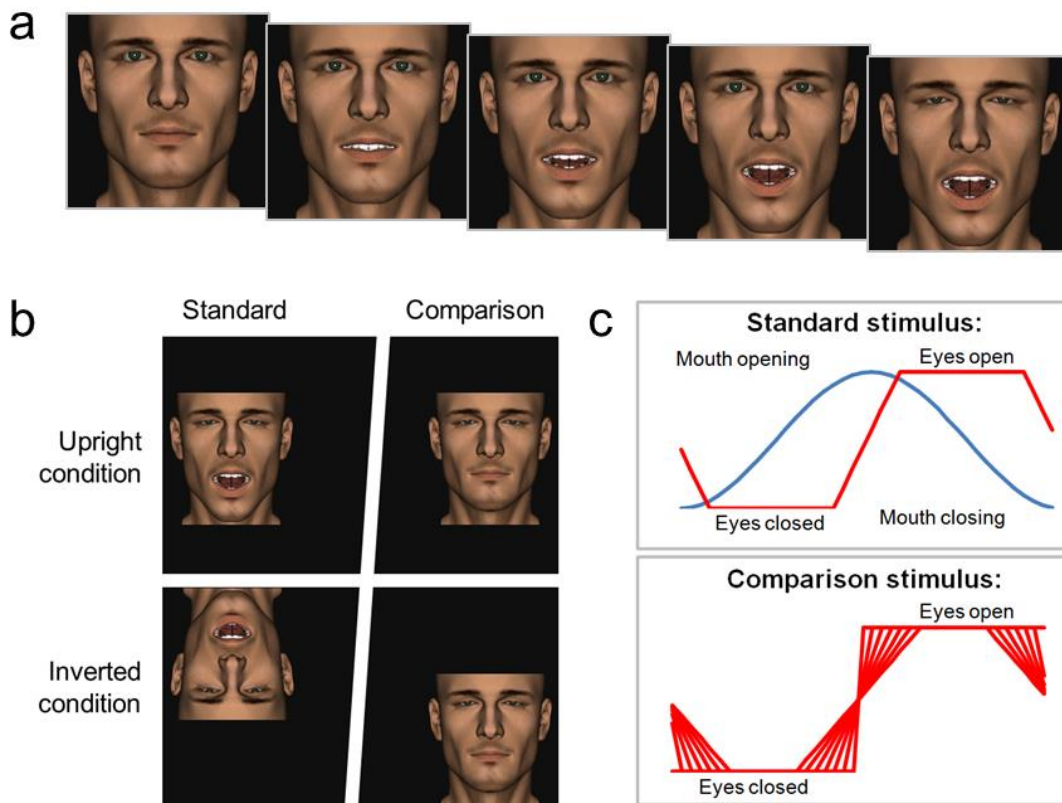 a
b
Standard
Comparison
Upright
condition
Inverted
condition
c
Standard stimulus:
Mouth opening
Eyes open
Eyes closed
Mouth closing
Comparison stimulus:
Eyes open
Eyes closed